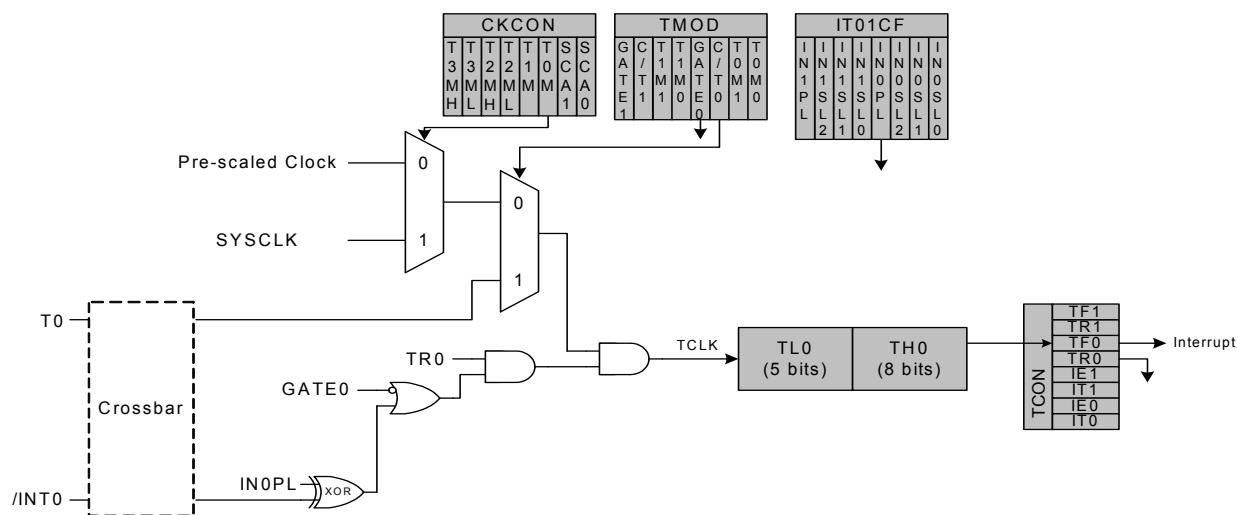 CKCON
T3MH T3ML T2MH T2ML T1M T0M SCA1 SCA0
TMOD
GATE1 C/T1 T1M1 T1M0 GATE0 C/T0 T0M1 T0M0
IT01CF
IN1PL IN1SL2 IN1SL1 IN1SL0 IN0PL IN0SL2 IN0SL1 IN0SL0
Pre-scaled Clock
0
SYSCLK
1
0
1
T0
Crossbar
/INT0
TR0
GATE0
IN0PL
XOR
TCLK
TL0
(5 bits)
TH0
(8 bits)
TCON
TF1
TR1
TF0
TR0
IE1
IT1
IE0
IT0
Interrupt